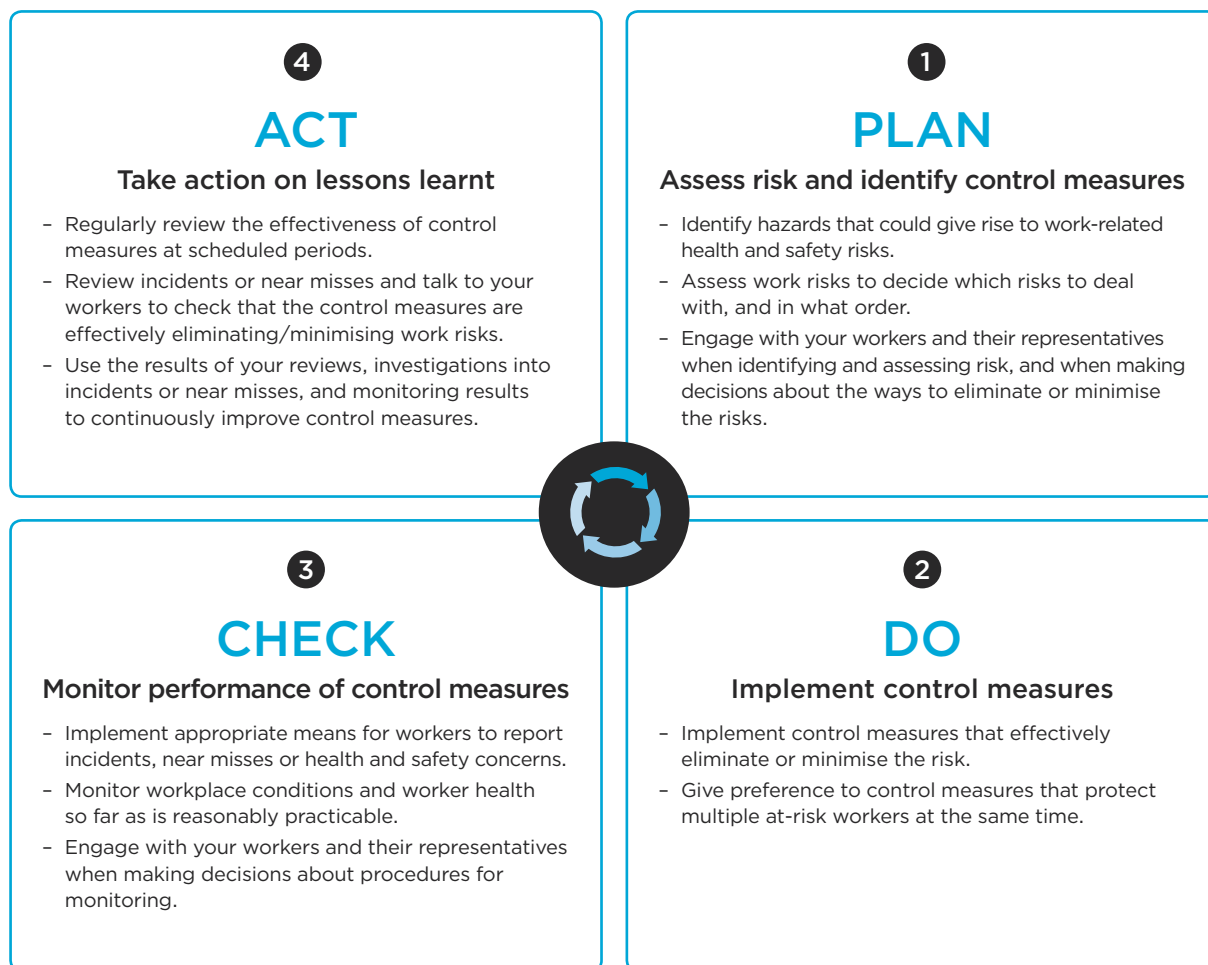 4
ACT
Take action on lessons learnt
– Regularly review the effectiveness of control
measures at scheduled periods.
– Review incidents or near misses and talk to your
workers to check that the control measures are
effectively eliminating/minimising work risks.
– Use the results of your reviews, investigations into
incidents or near misses, and monitoring results
to continuously improve control measures.
1
PLAN
Assess risk and identify control measures
– Identify hazards that could give rise to work-related
health and safety risks.
– Assess work risks to decide which risks to deal
with, and in what order.
– Engage with your workers and their representatives
when identifying and assessing risk, and when making
decisions about the ways to eliminate or minimise
the risks.
3
CHECK
Monitor performance of control measures
– Implement appropriate means for workers to report
incidents, near misses or health and safety concerns.
– Monitor workplace conditions and worker health
so far as is reasonably practicable.
– Engage with your workers and their representatives
when making decisions about procedures for
monitoring.
2
DO
Implement control measures
– Implement control measures that effectively
eliminate or minimise the risk.
– Give preference to control measures that protect
multiple at-risk workers at the same time.